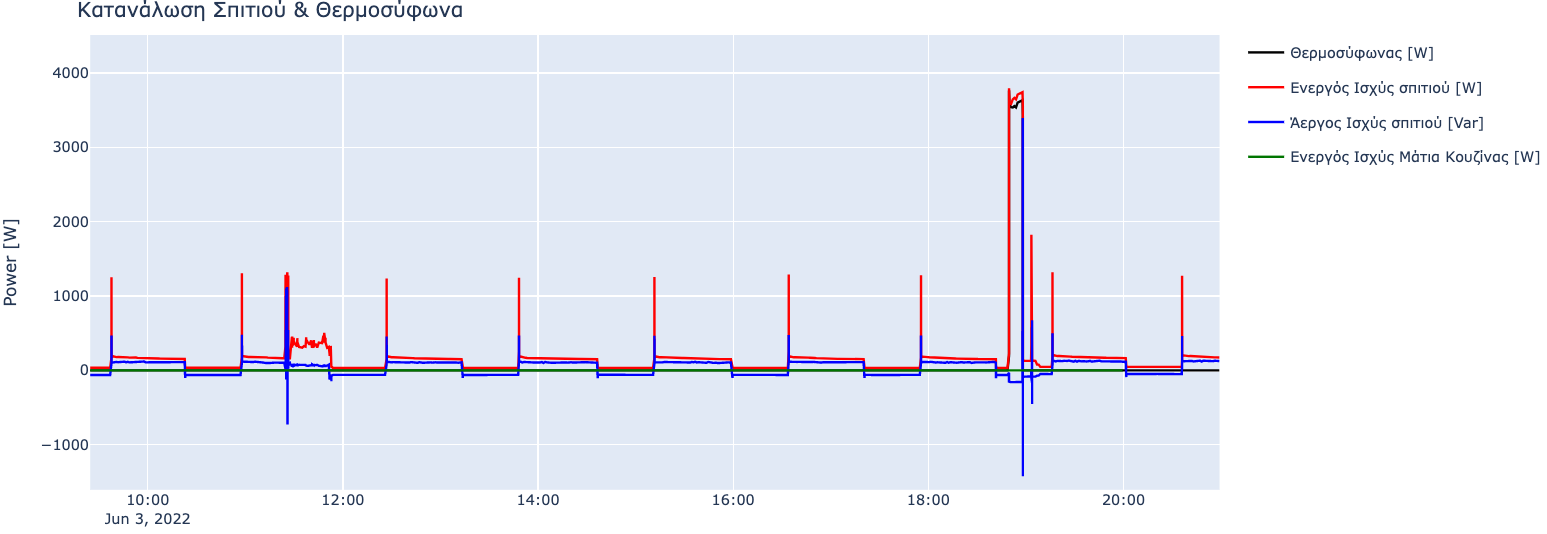 Κατανάλωση Σπιτιού & Θερμοσύφωνα
Power [W]
4000
3000
2000
1000
0
−1000
10:00
12:00
14:00
16:00
18:00
20:00
Jun 3, 2022
Θερμοσύφωνας [W]
Ενεργός Ισχύς σπιτιού [W]
Άεργος Ισχύς σπιτιού [Var]
Ενεργός Ισχύς Μάτια Κουζίνας [W]